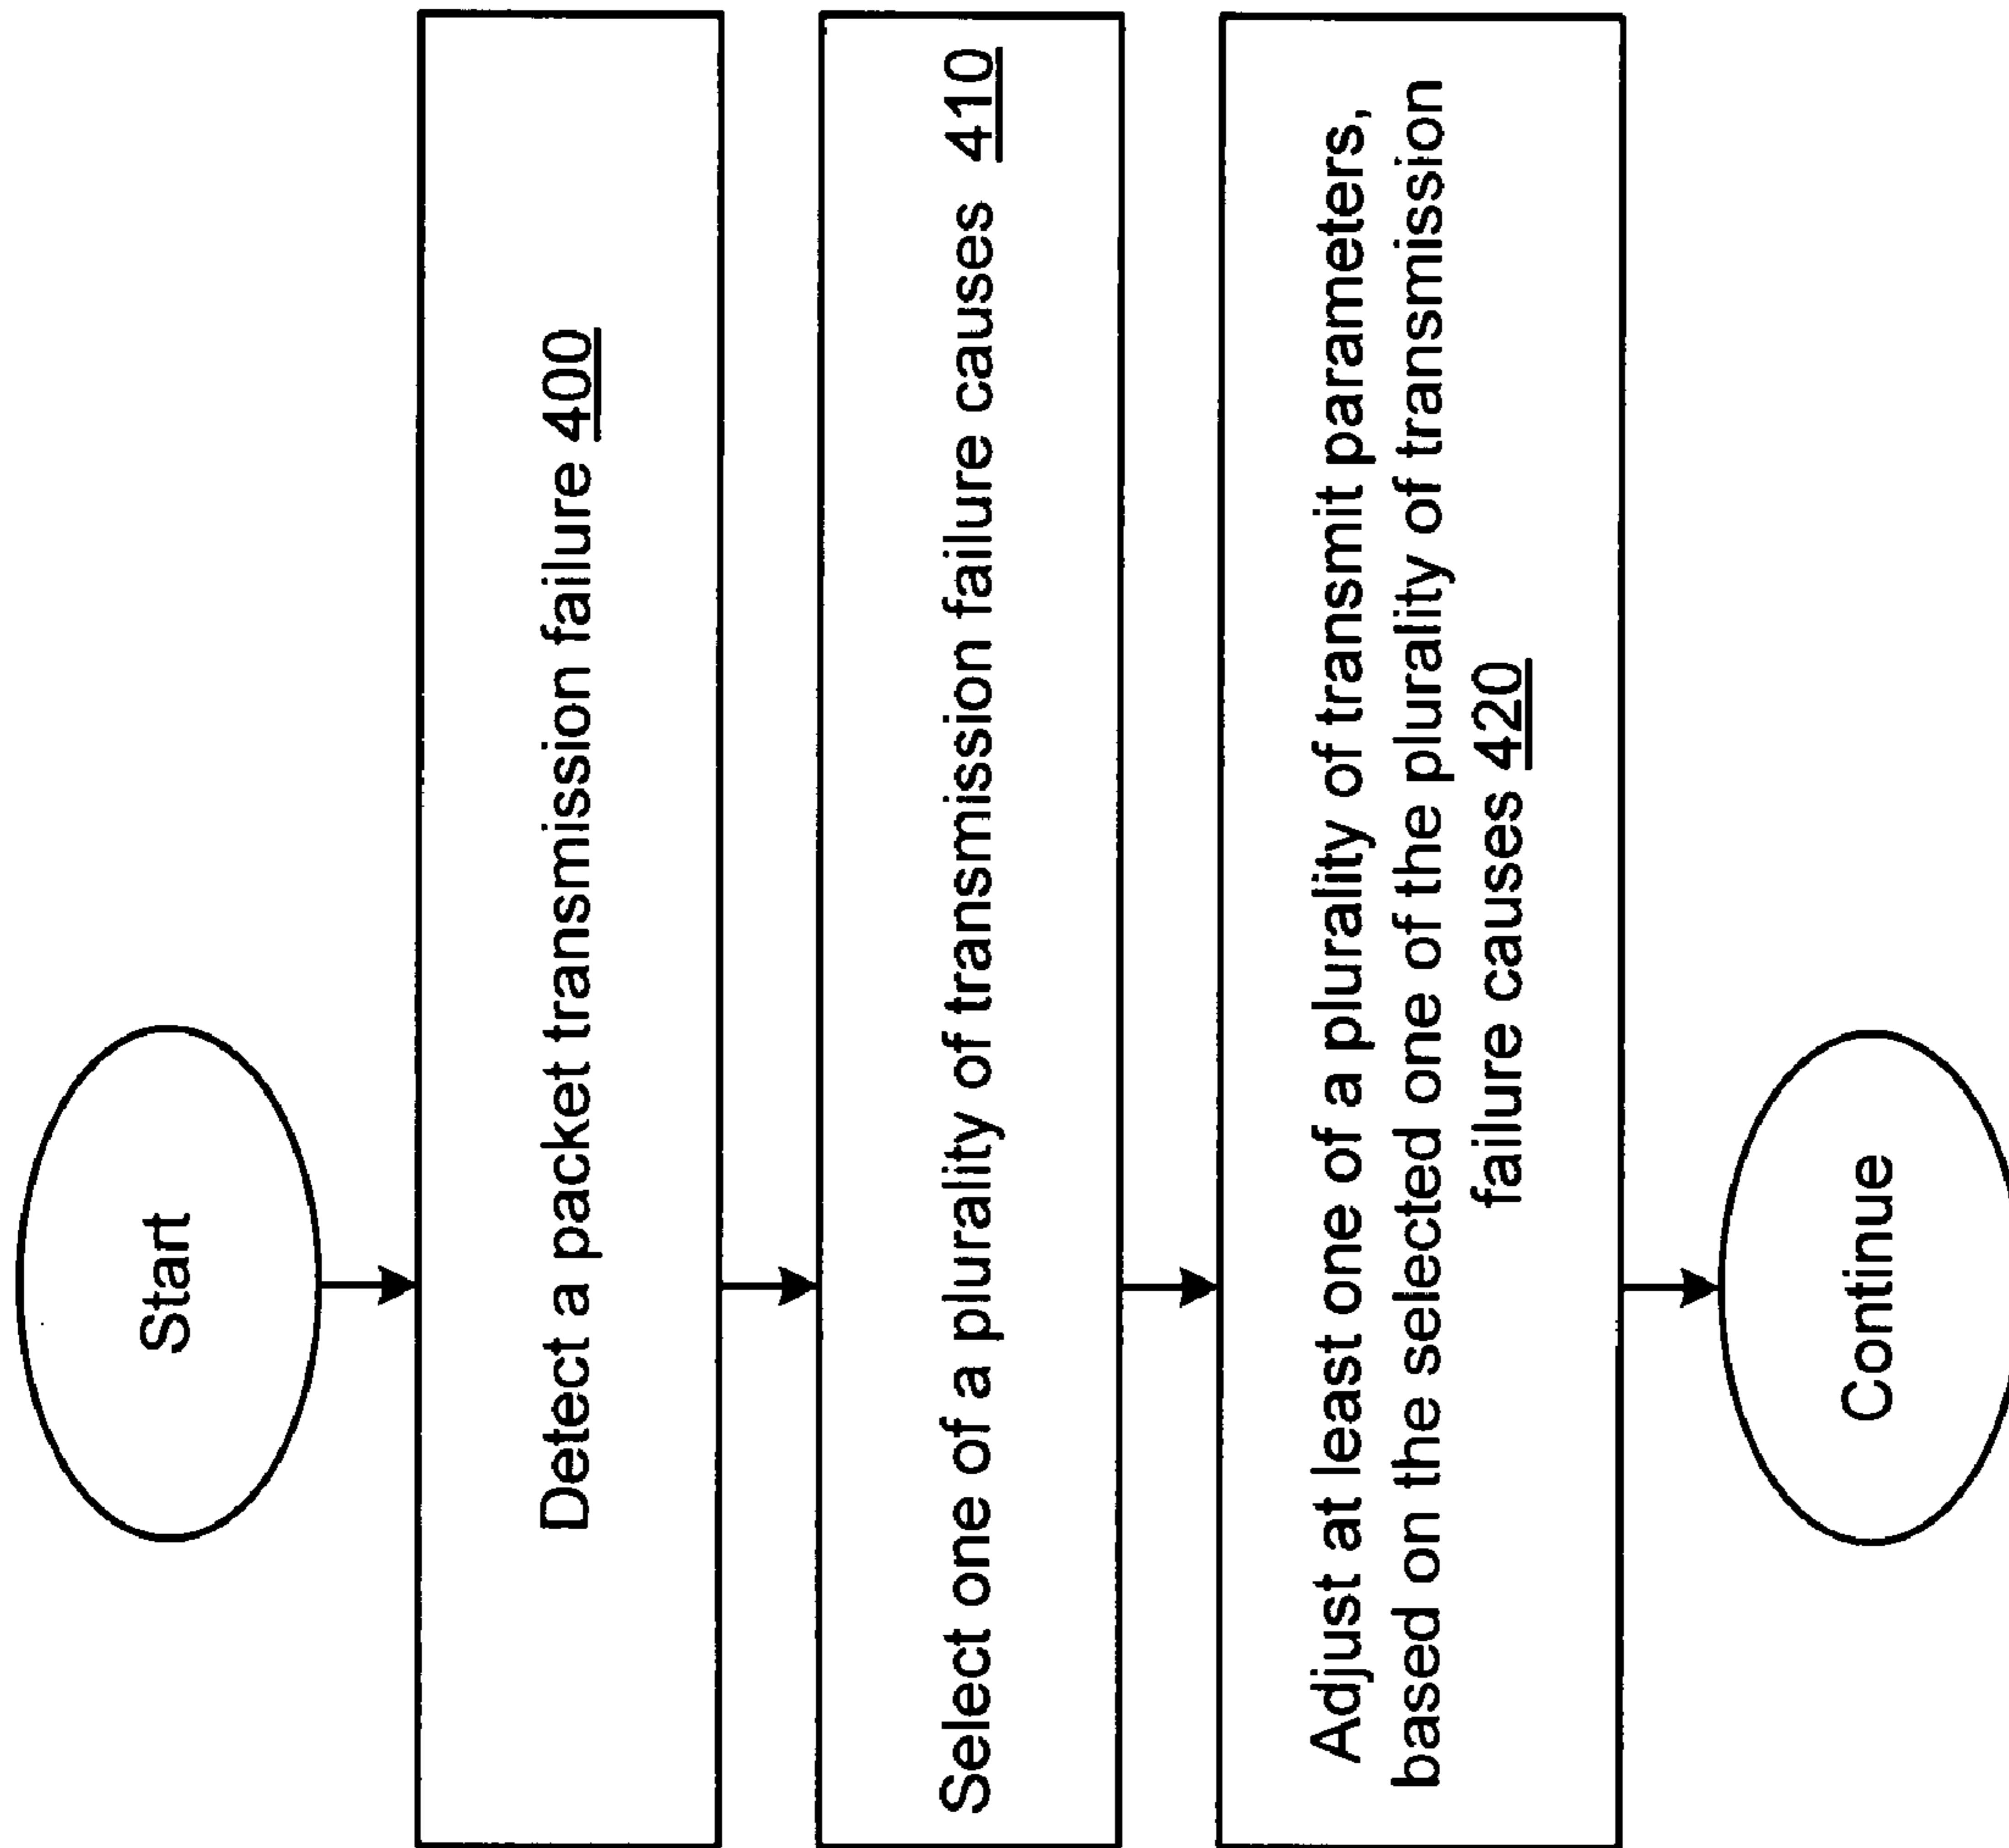 Start
Detect a packet transmission failure 400
Select one of a plurality of transmission failure causes 410
Adjust at least one of a plurality of transmit parameters,
based on the selected one of the plurality of transmission
failure causes 420
Continue